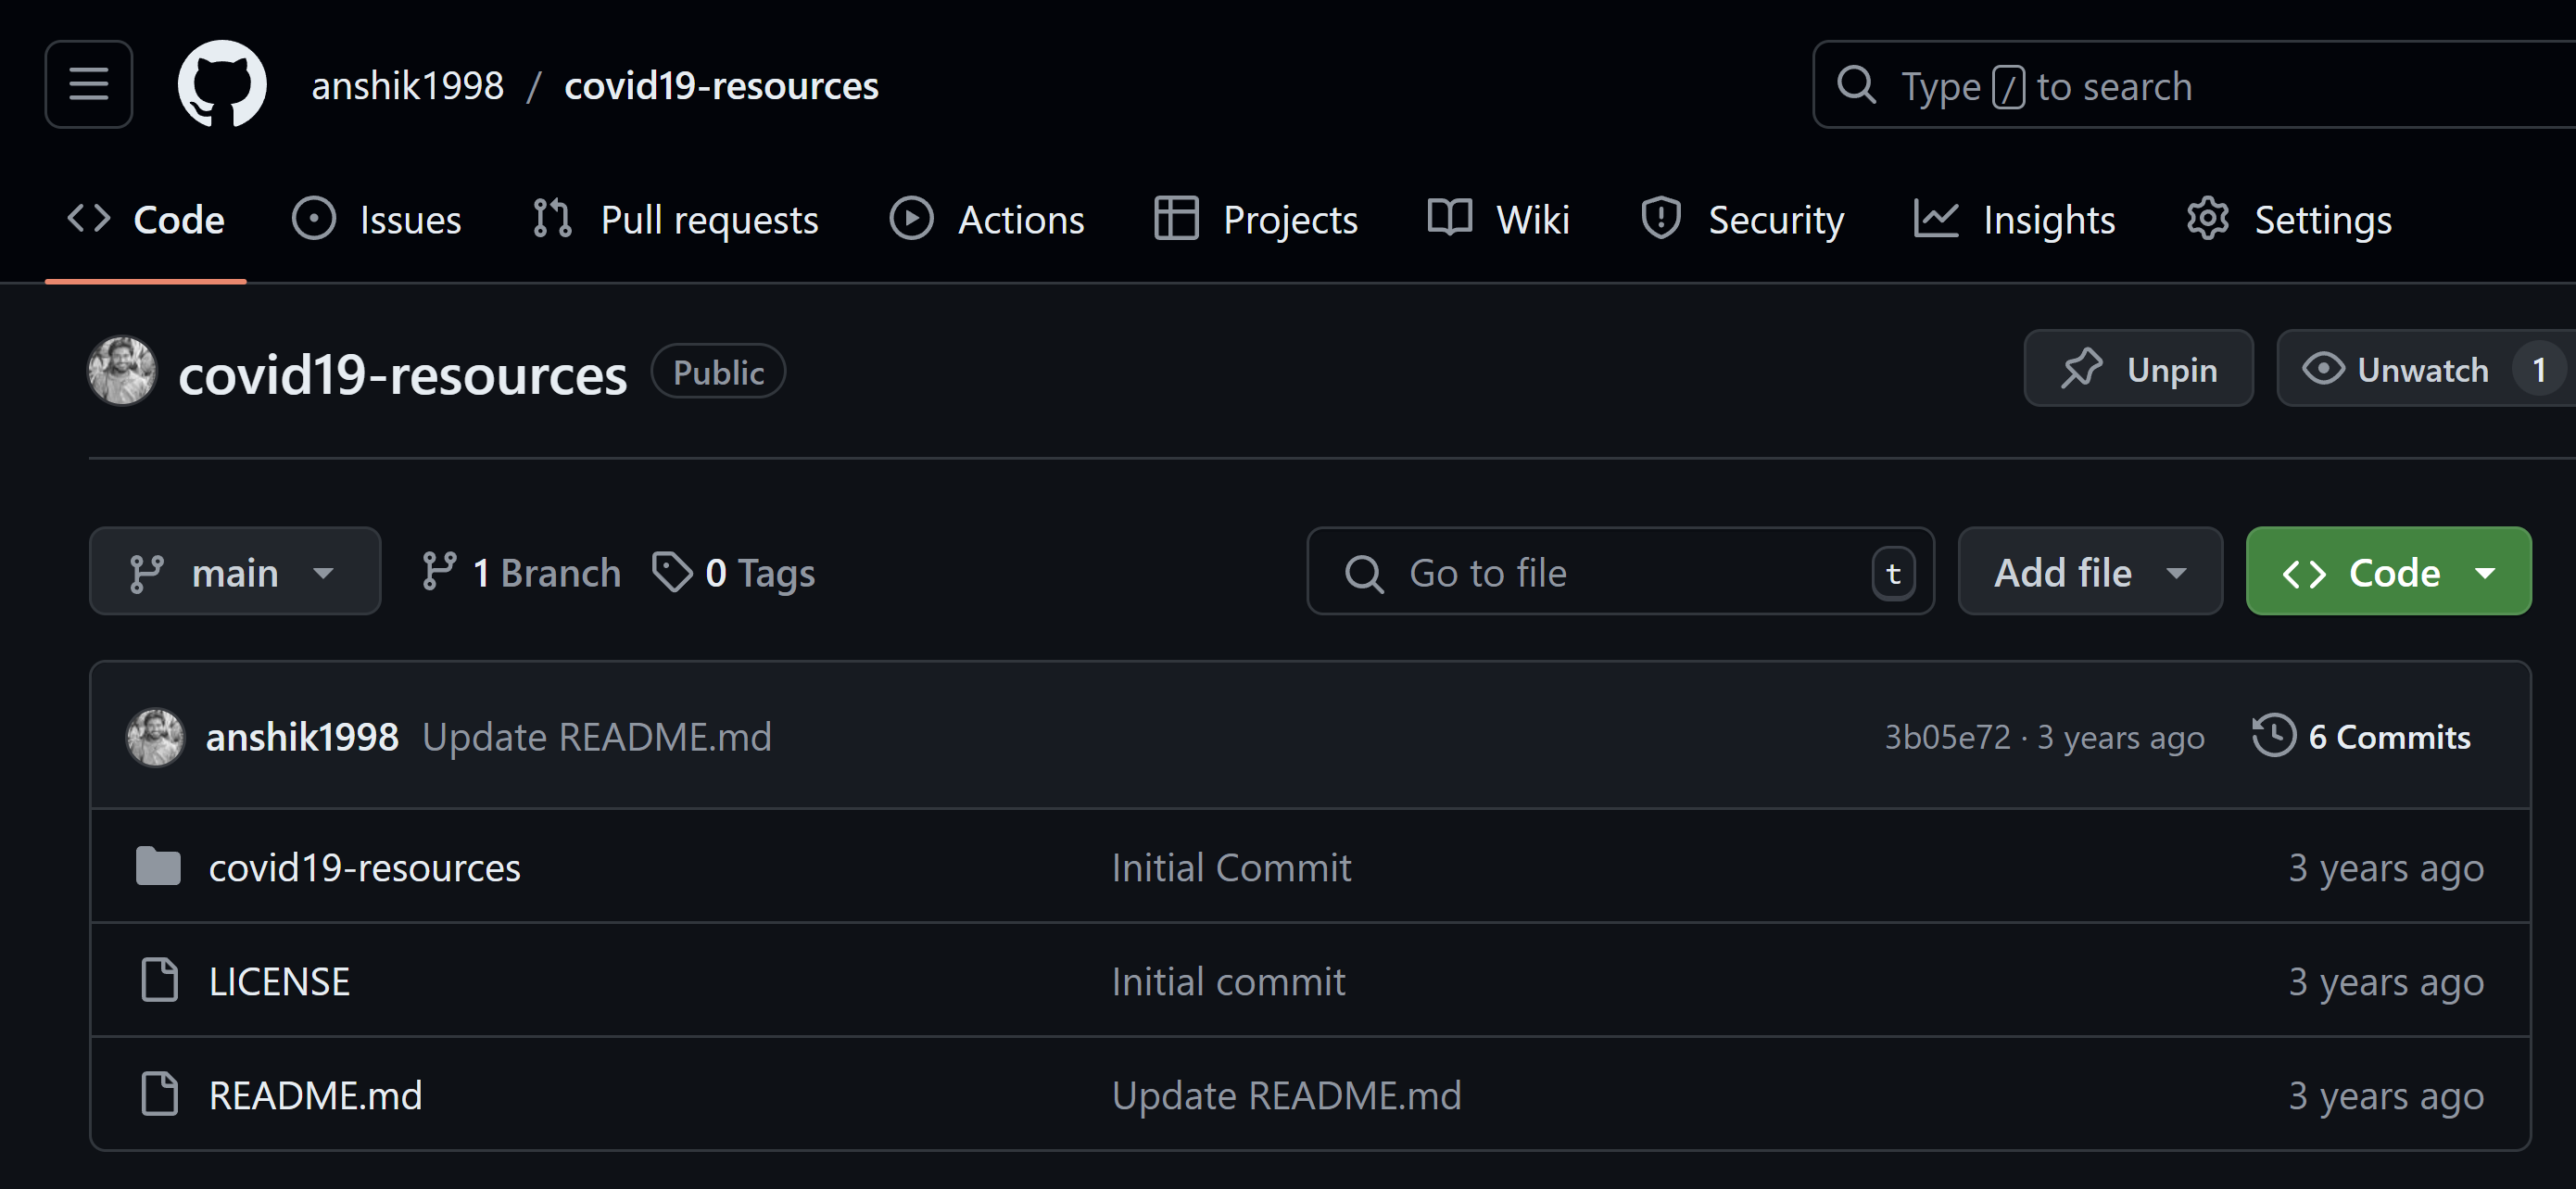 anshik1998 / covid19-resources
Type / to search
Code Issues Pull requests Actions Projects Wiki Security Insights Settings
covid19-resources Public Unpin Unwatch 1
main 1 Branch 0 Tags Go to file t Add file Code
anshik1998 Update README.md 3b05e72 · 3 years ago 6 Commits
covid19-resources Initial Commit 3 years ago
LICENSE Initial commit 3 years ago
README.md Update README.md 3 years ago